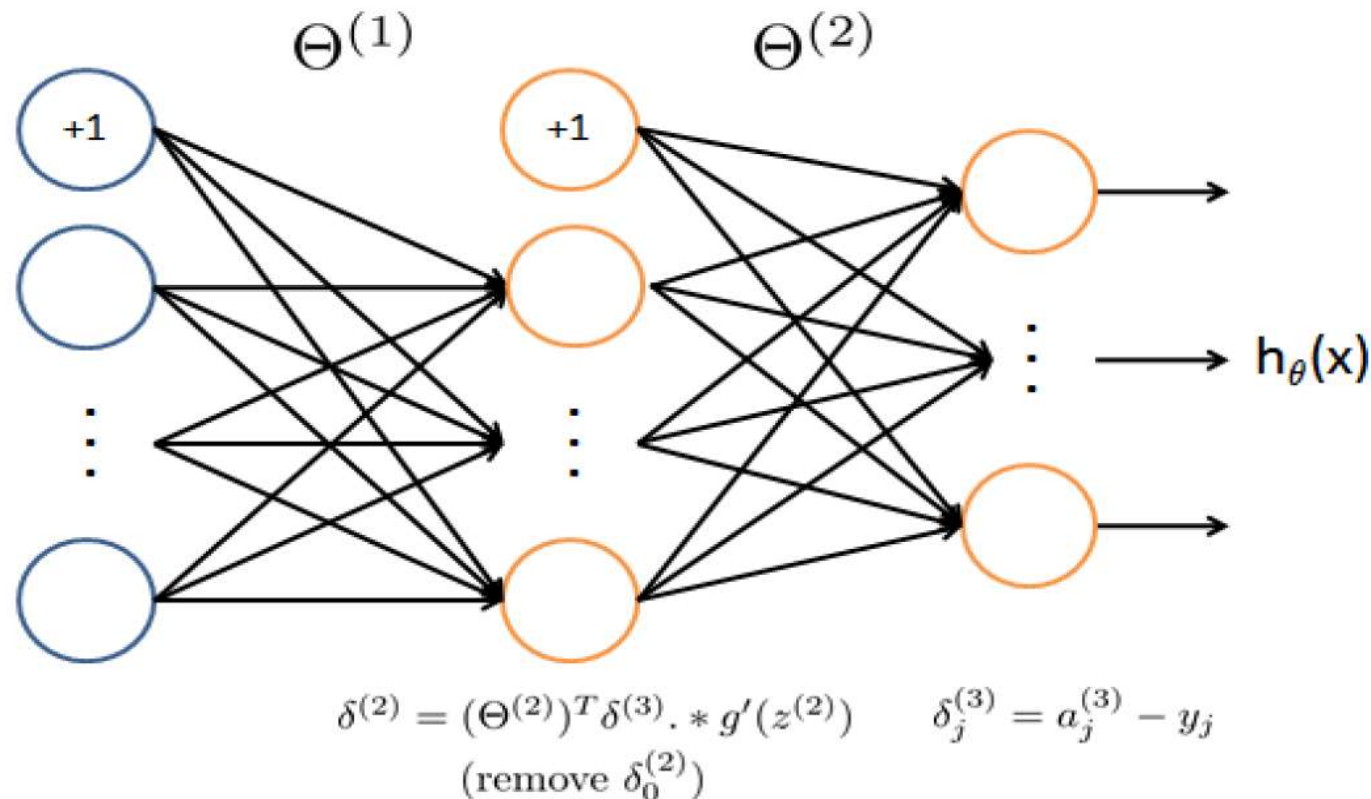 Θ^{(1)} Θ^{(2)}
+1 +1
h_θ(x)
δ^{(2)} = (Θ^{(2)})^T δ^{(3)}. * g'(z^{(2)}) δ_j^{(3)} = a_j^{(3)} − y_j
(remove δ_0^{(2)})